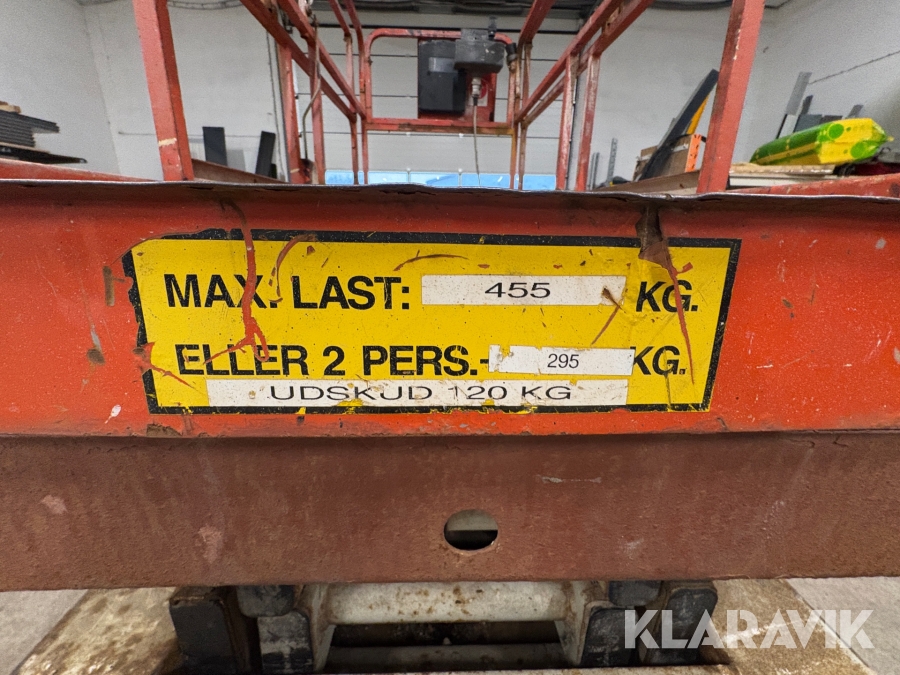 MAX. LAST: 455 KG.
ELLER 2 PERS.- 295 KG.
UDSKUD 120 KG
KLARAVIK